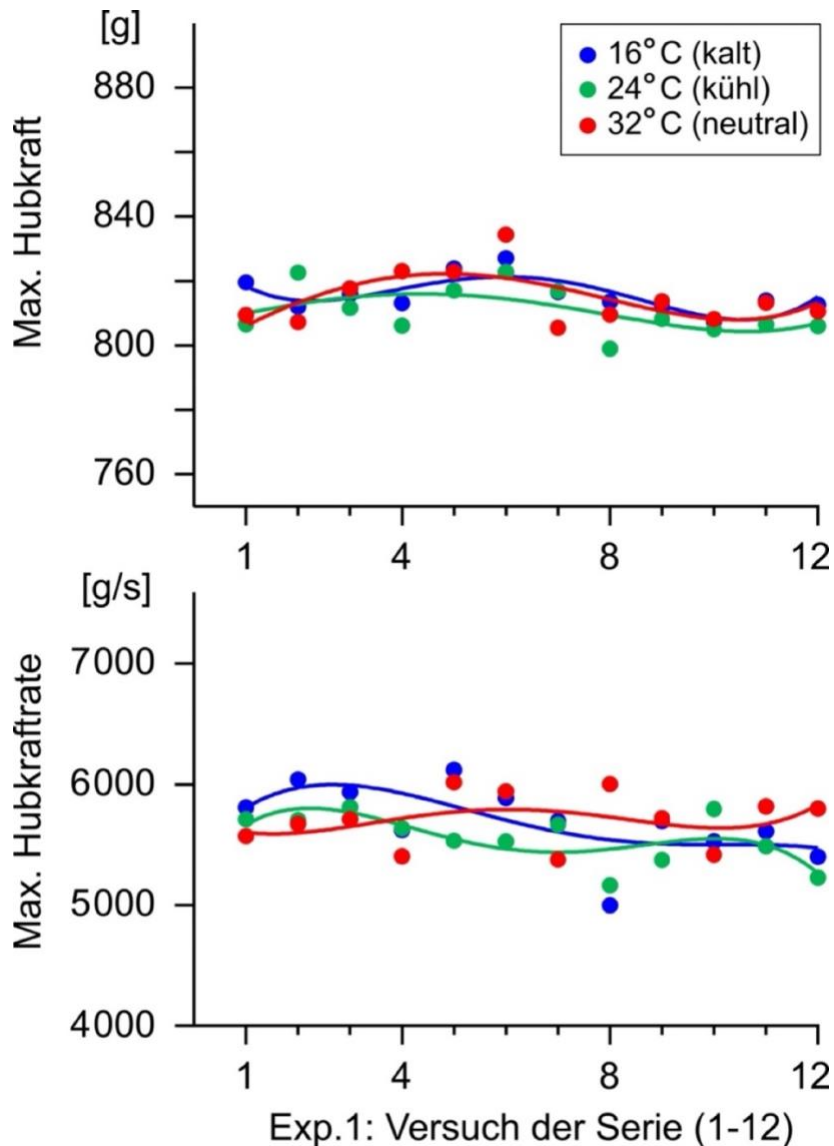 [g]
16°C (kalt)
24°C (kühl)
32°C (neutral)
Max. Hubkraft
880
840
800
760
1 4 8 12
[g/s]
Max. Hubkraftrate
7000
6000
5000
4000
1 4 8 12
Exp.1: Versuch der Serie (1-12)